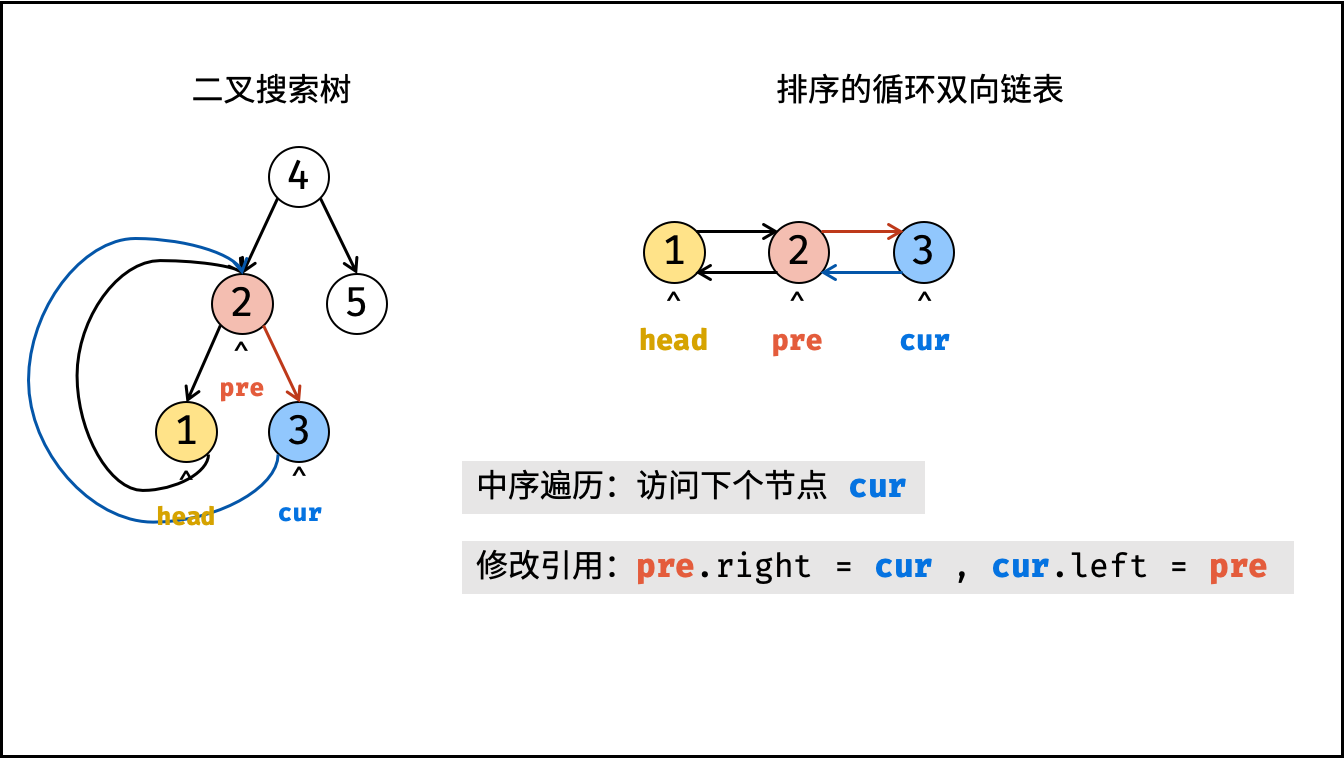 二叉搜索树
排序的循环双向链表
4
2
5
^
pre
1
3
^
^
head
cur
1
2
3
^
^
^
head
pre
cur
中序遍历：访问下个节点 cur
修改引用：pre.right = cur , cur.left = pre